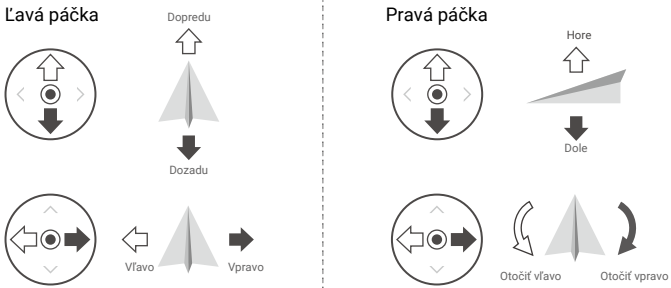 Ľavá páčka
Dopredu
Dozadu
Vľavo
Vpravo
Pravá páčka
Hore
Dole
Otočiť vľavo
Otočiť vpravo